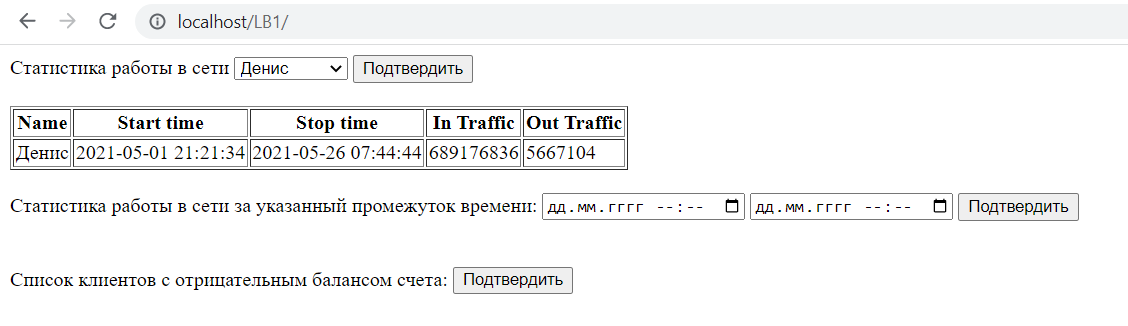 localhost/LB1/
Статистика работы в сети Денис Подтвердить
Name Start time Stop time In Traffic Out Traffic
Денис 2021-05-01 21:21:34 2021-05-26 07:44:44 689176836 5667104
Статистика работы в сети за указанный промежуток времени: дд.мм.гггг --:-- дд.мм.гггг --:-- Подтвердить
Список клиентов с отрицательным балансом счета: Подтвердить